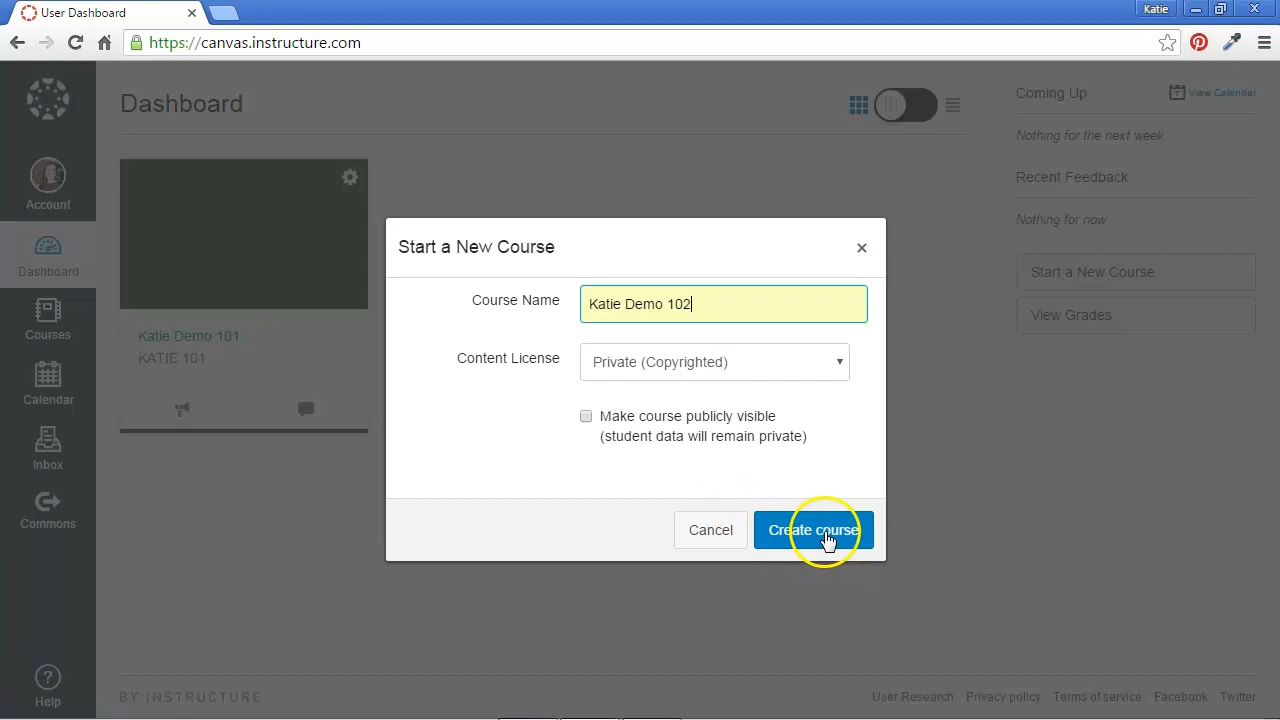 User Dashboard
Katie
https://canvas.instructure.com
Account
Dashboard
Courses
Calendar
Inbox
Commons
Help
Dashboard
Katie Demo 101
KATIE 101
Start a New Course
Course Name
Katie Demo 102
Content License
Private (Copyrighted)
Make course publicly visible
(student data will remain private)
Cancel
Create course
Coming Up
View Calendar
Nothing for the next week
Recent Feedback
Nothing for now
Start a New Course
View Grades
BY INSTRUCTURE
User Research
Privacy policy
Terms of service
Facebook
Twitter